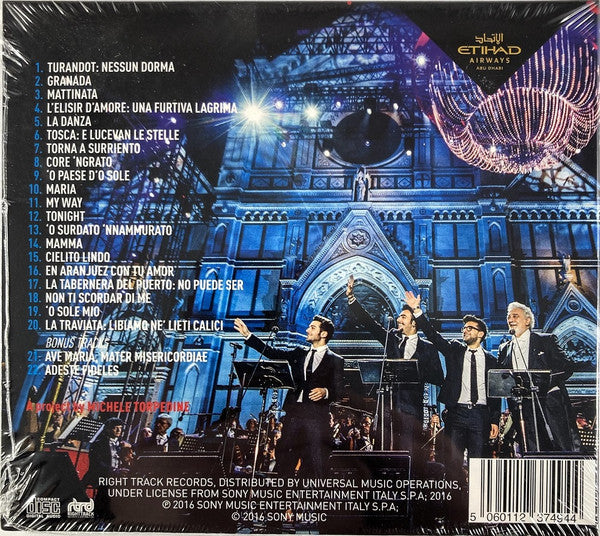 الإتحاد
ETIHAD
AIRWAYS
ABU DHABI
1. TURANDOT: NESSUN DORMA
2. GRANADA
3. MATTINATA
4. L'ELISIR D'AMORE: UNA FURTIVA LAGRIMA
5. LA DANZA
6. TOSCA: E LUCEVAN LE STELLE
7. TORNA A SURRIENTO
8. CORE 'NGRATO
9. 'O PAESE D'O SOLE
10. MARIA
11. MY WAY
12. TONIGHT
13. 'O SURDATO 'NNAMMURATO
14. MAMMA
15. CIELITO LINDO
16. EN ARANJUEZ CON TU AMOR
17. LA TABERNERA DEL PUERTO: NO PUEDE SER
18. NON TI SCORDAR DI ME
19. 'O SOLE MIO
20. LA TRAVIATA: LIBIAMO NE' LIETI CALICI
BONUS TRACKS
21. AVE MARIA, MATER MISERICORDIAE
22. ADESTE FIDELES
A project by MICHELE TORPEDINE
RIGHT TRACK RECORDS, DISTRIBUTED BY UNIVERSAL MUSIC OPERATIONS,
UNDER LICENSE FROM SONY MUSIC ENTERTAINMENT ITALY S.P.A; 2016
℗ 2016 SONY MUSIC ENTERTAINMENT ITALY S.P.A;
© 2016 SONY MUSIC
COMPACT
DISC
DIGITAL AUDIO
RIGHTTRACK
5 060112 374944